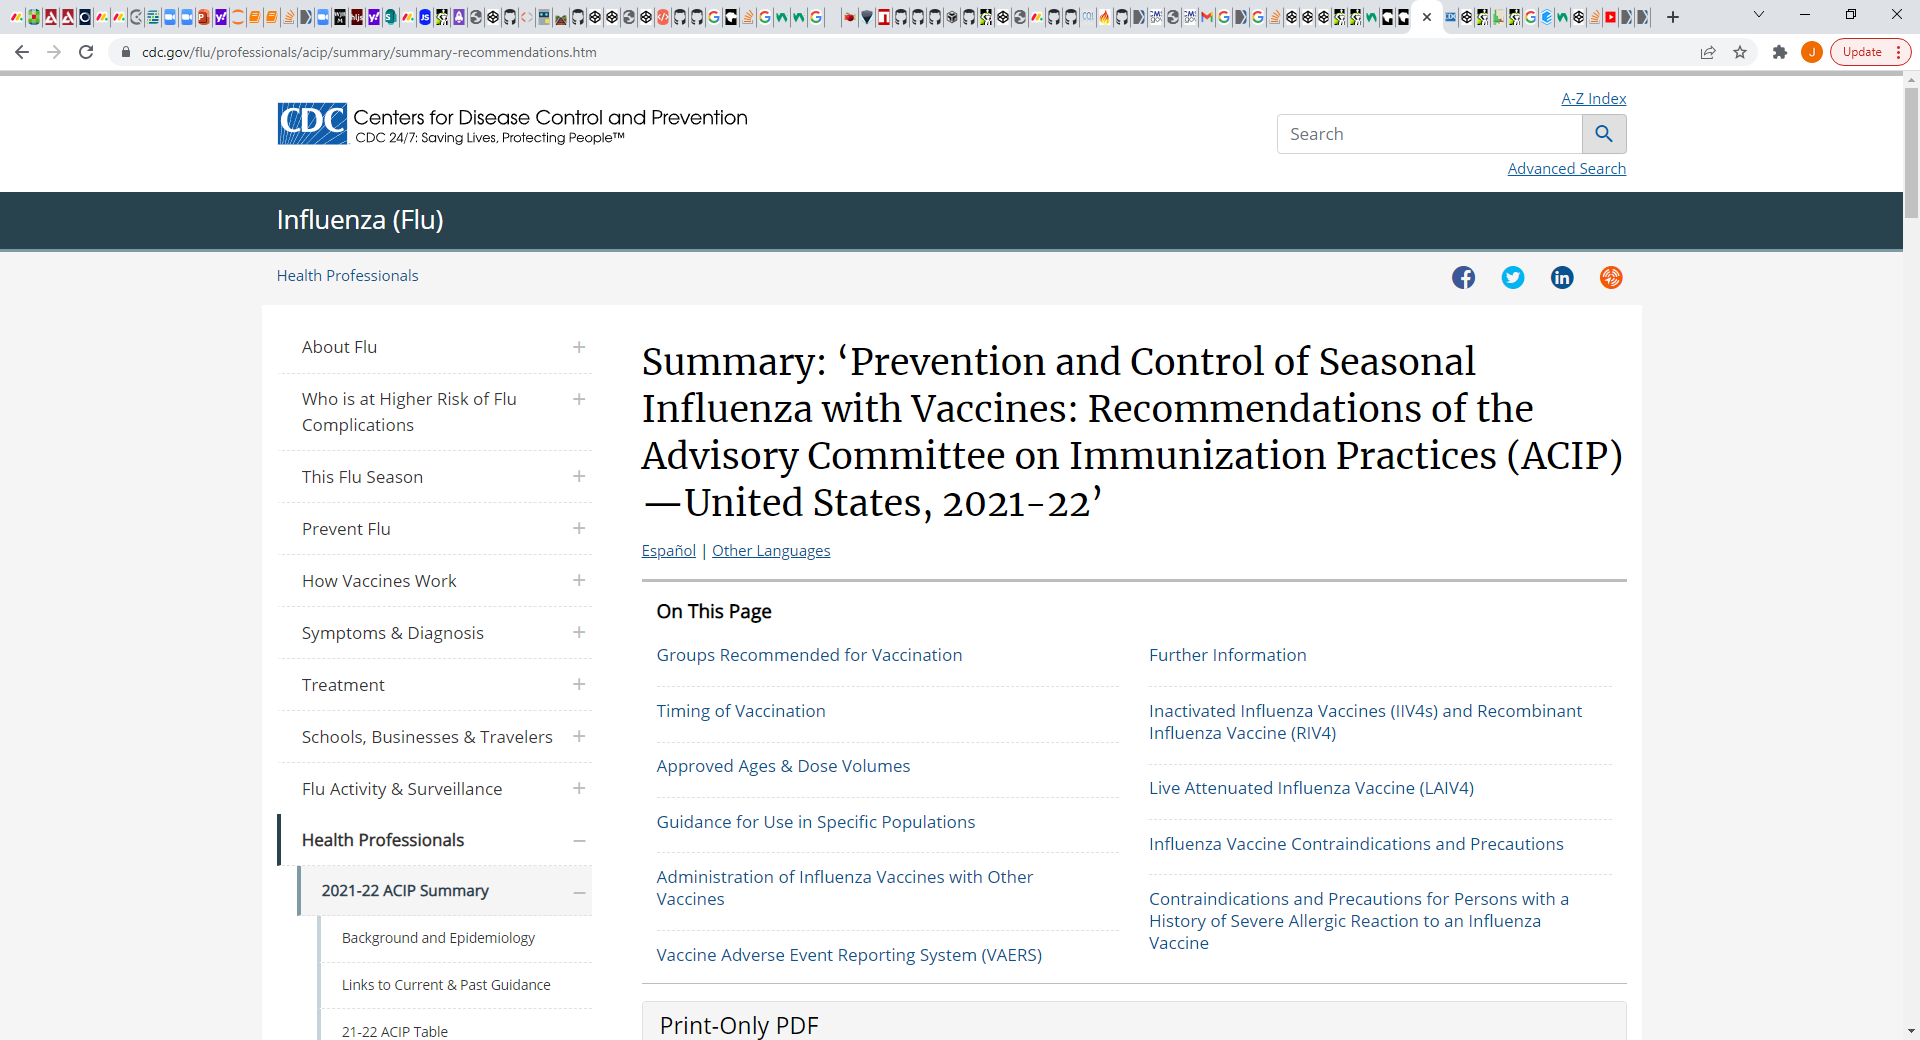 cdc.gov/flu/professionals/acip/summary/summary-recommendations.htm
J
Update
CDC Centers for Disease Control and Prevention
CDC 24/7: Saving Lives, Protecting People™
A-Z Index
Search
Advanced Search
Influenza (Flu)
Health Professionals
About Flu
Who is at Higher Risk of Flu
Complications
This Flu Season
Prevent Flu
How Vaccines Work
Symptoms & Diagnosis
Treatment
Schools, Businesses & Travelers
Flu Activity & Surveillance
Health Professionals
2021-22 ACIP Summary
Background and Epidemiology
Links to Current & Past Guidance
21-22 ACIP Table
Summary: ‘Prevention and Control of Seasonal
Influenza with Vaccines: Recommendations of the
Advisory Committee on Immunization Practices (ACIP)
—United States, 2021-22’
Español | Other Languages
On This Page
Groups Recommended for Vaccination
Timing of Vaccination
Approved Ages & Dose Volumes
Guidance for Use in Specific Populations
Administration of Influenza Vaccines with Other
Vaccines
Vaccine Adverse Event Reporting System (VAERS)
Further Information
Inactivated Influenza Vaccines (IIV4s) and Recombinant
Influenza Vaccine (RIV4)
Live Attenuated Influenza Vaccine (LAIV4)
Influenza Vaccine Contraindications and Precautions
Contraindications and Precautions for Persons with a
History of Severe Allergic Reaction to an Influenza
Vaccine
Print-Only PDF